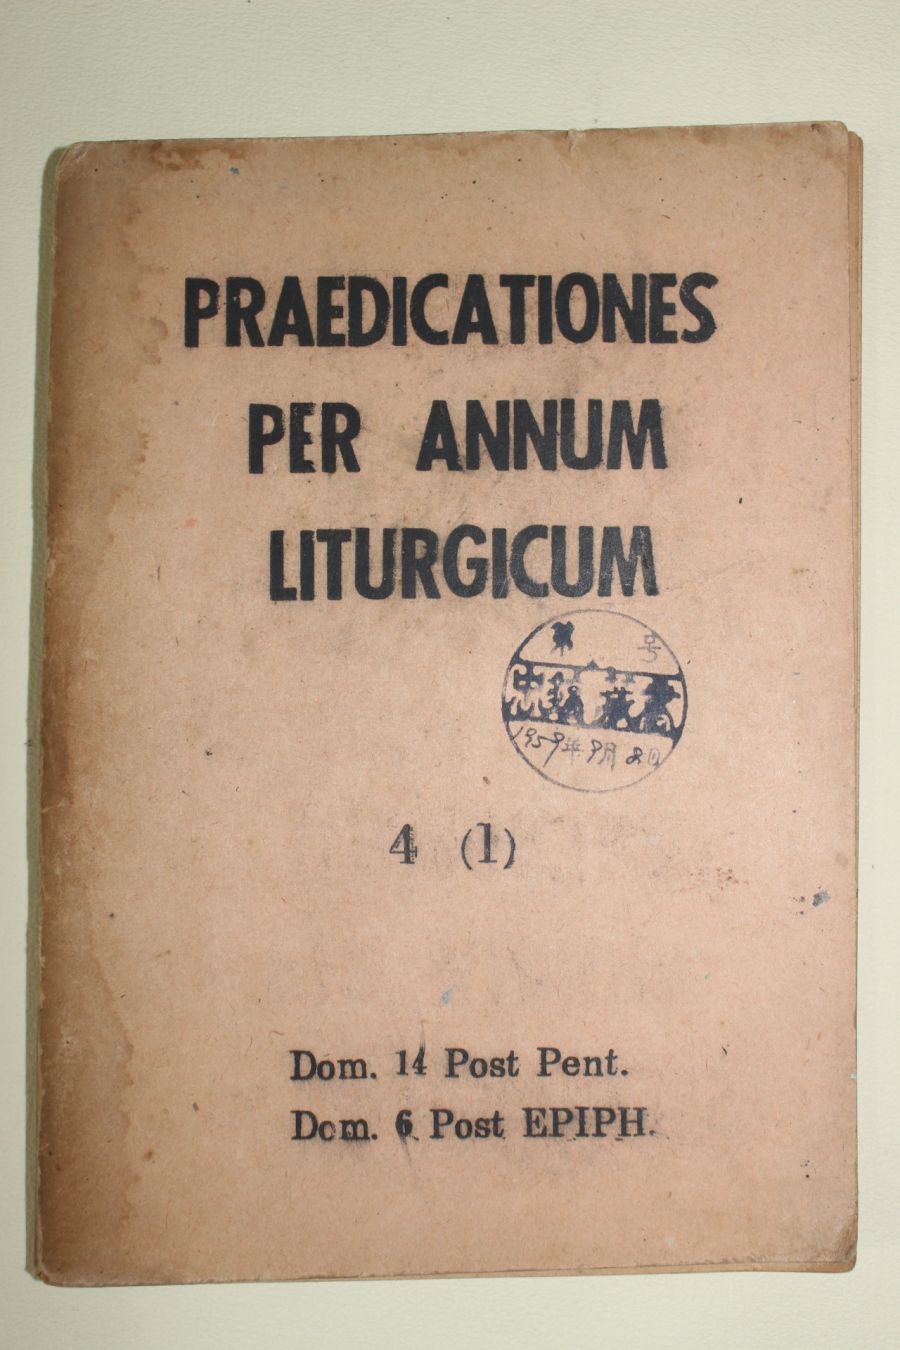 PRAEDICATIONES
PER ANNUM
LITURGICUM
号
1959年9月8日
4 (1)
Dom. 14 Post Pent.
Dom. 6 Post EPIPH.